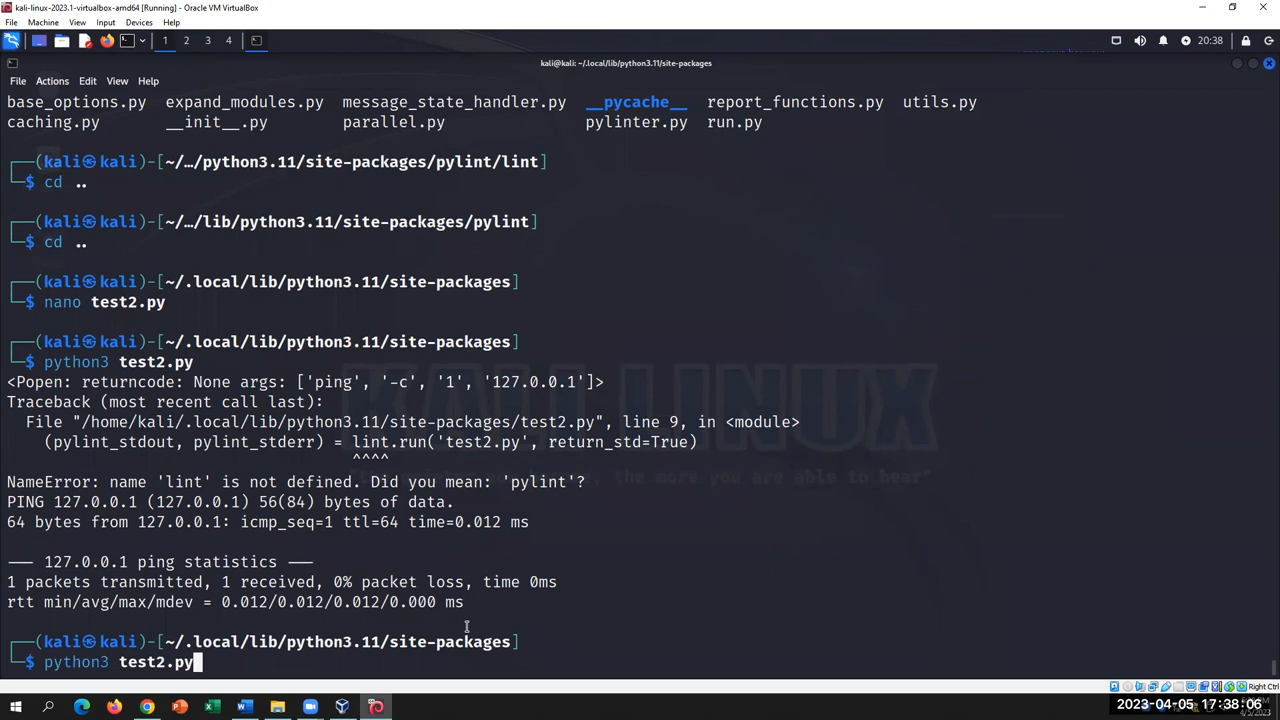 kali-linux-2023.1-virtualbox-amd64 [Running] - Oracle VM VirtualBox
File Machine View Input Devices Help
1 2 3 4 20:38
kali@kali: ~/.local/lib/python3.11/site-packages
File Actions Edit View Help
base_options.py expand_modules.py message_state_handler.py __pycache__ report_functions.py utils.py
caching.py __init__.py parallel.py pylinter.py run.py
┌──(kali㉿kali)-[~/…/python3.11/site-packages/pylint/lint]
└─$ cd ..
┌──(kali㉿kali)-[~/…/lib/python3.11/site-packages/pylint]
└─$ cd ..
┌──(kali㉿kali)-[~/.local/lib/python3.11/site-packages]
└─$ nano test2.py
┌──(kali㉿kali)-[~/.local/lib/python3.11/site-packages]
└─$ python3 test2.py
<Popen: returncode: None args: ['ping', '-c', '1', '127.0.0.1']>
Traceback (most recent call last):
File "/home/kali/.local/lib/python3.11/site-packages/test2.py", line 9, in <module>
(pylint_stdout, pylint_stderr) = lint.run('test2.py', return_std=True)
^^^^
NameError: name 'lint' is not defined. Did you mean: 'pylint'?
PING 127.0.0.1 (127.0.0.1) 56(84) bytes of data.
64 bytes from 127.0.0.1: icmp_seq=1 ttl=64 time=0.012 ms
─── 127.0.0.1 ping statistics ───
1 packets transmitted, 1 received, 0% packet loss, time 0ms
rtt min/avg/max/mdev = 0.012/0.012/0.012/0.000 ms
┌──(kali㉿kali)-[~/.local/lib/python3.11/site-packages]
└─$ python3 test2.py
KALI LINUX
Right Ctrl
2023-04-05 17:38:06